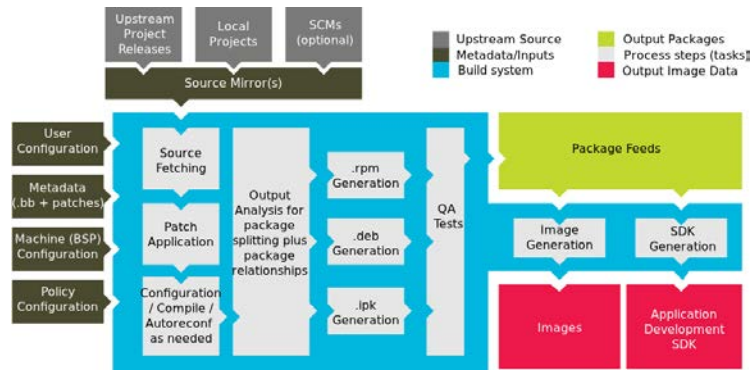 Upstream
Project
Releases
Local
Projects
SCMs
(optional)
Source Mirror(s)
Upstream Source
Metadata/Inputs
Build system
Output Packages
Process steps (tasks)
Output Image Data
User
Configuration
Metadata
(.bb + patches)
Machine (BSP)
Configuration
Policy
Configuration
Source
Fetching
Patch
Application
Configuration
/ Compile /
Autoreconf
as needed
Output
Analysis for
package
splitting plus
package
relationships
.rpm
Generation
.deb
Generation
.ipk
Generation
QA
Tests
Package Feeds
Image
Generation
SDK
Generation
Images
Application
Development
SDK